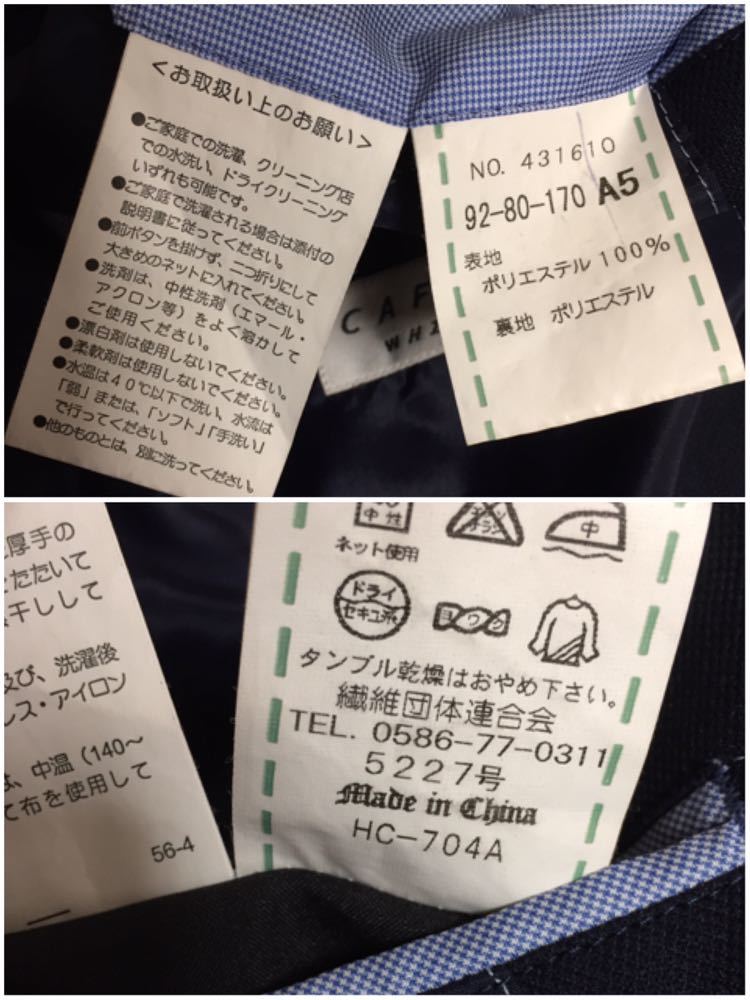 <お取扱い上のお願い>
●ご家庭での洗濯、クリーニング店
での水洗い、ドライクリーニング
いずれも可能です。
●ご家庭で洗濯される場合は添付の
説明書に従ってください。
●前ボタンを掛けず、二つ折りにして
大きめのネットに入れてください。
●洗剤は、中性洗剤(エマール・
アクロン等)をよく溶かして
ご使用ください。
●漂白剤は使用しないでください。
●柔軟剤は使用しないでください。
●水温は40℃以下で洗い、水流は
「弱」または、「ソフト」「手洗い」
で行ってください。
●他のものとは、別に洗ってください。
CAF
WHI
NO. 431610
92-80-170 A5
表地
ポリエステル 100%
裏地 ポリエステル
厚手の
たたいて
干しして
及び、洗濯後
レス・アイロン
、中温(140~
て布を使用して
56-4
中性
ネット使用
中
ドライ
セキユ系
ヨワク
タンブル乾燥はおやめ下さい。
繊維団体連合会
TEL. 0586-77-0311
5227号
Made in China
HC-704A